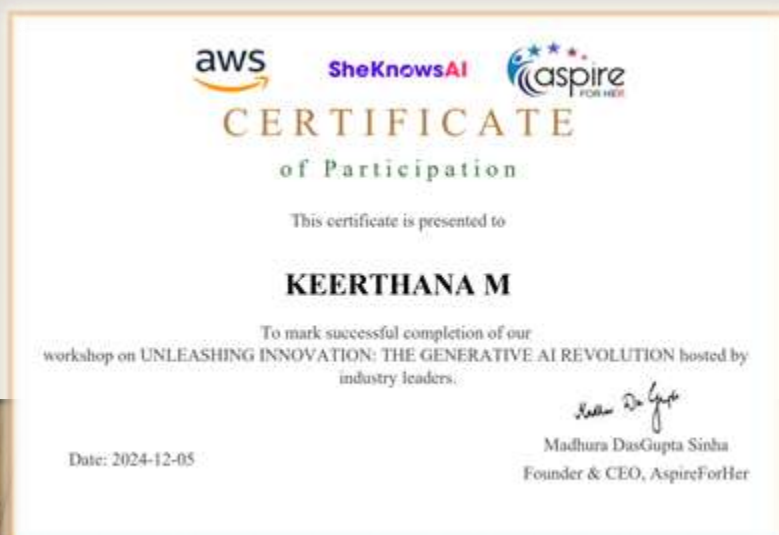 aws SheKnowsAI aspire
FOR HER
CERTIFICATE
of Participation
This certificate is presented to
KEERTHANA M
To mark successful completion of our
workshop on UNLEASHING INNOVATION: THE GENERATIVE AI REVOLUTION hosted by
industry leaders.
Madhura DasGupta Sinha
Date: 2024-12-05
Founder & CEO, AspireForHer